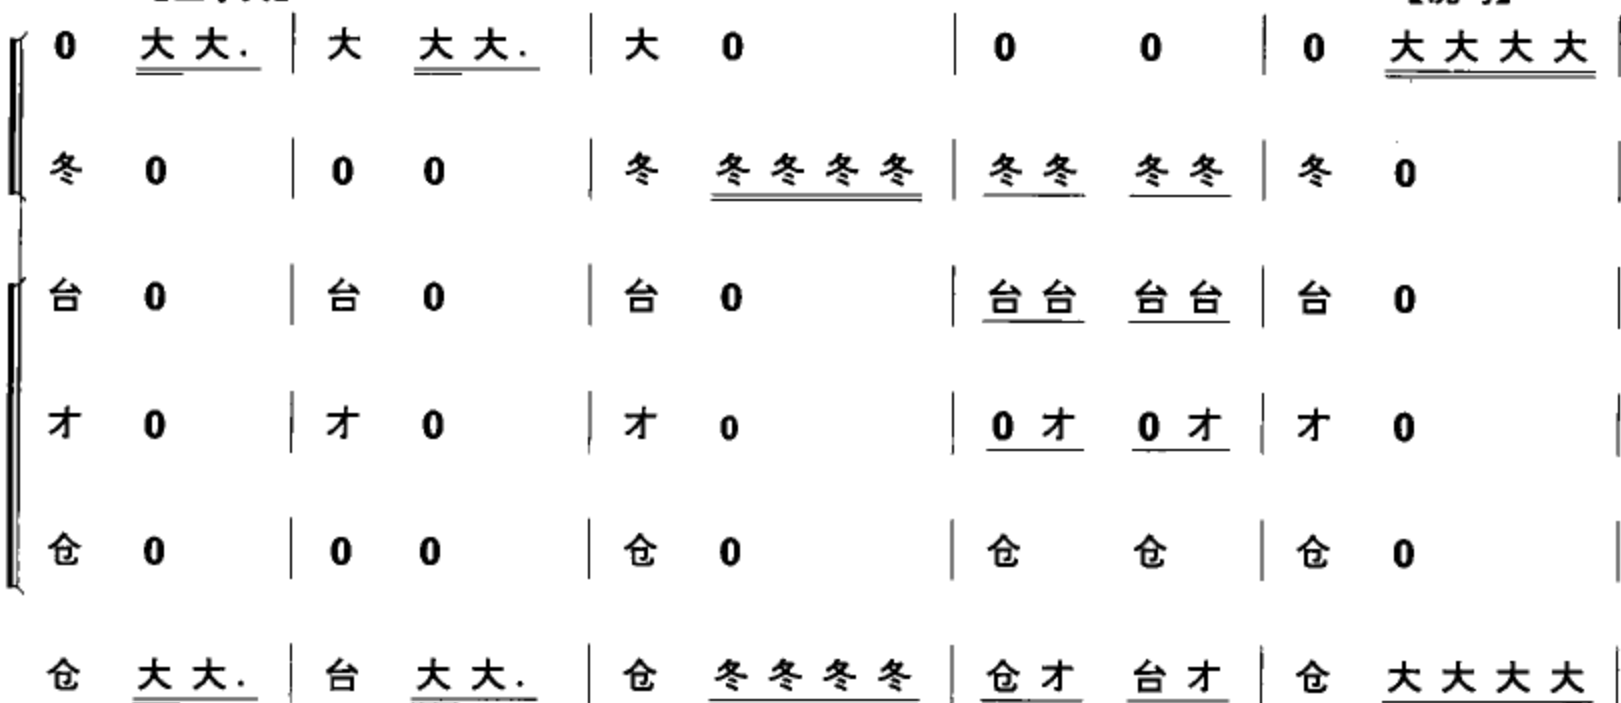 0 大 大. | 大 大 大. | 大 0 | 0 0 | 0 大 大 大 大 |
冬 0 | 0 0 | 冬 冬 冬 冬 冬 | 冬 冬 冬 冬 | 冬 0 |
台 0 | 台 0 | 台 0 | 台 台 台 台 | 台 0 |
才 0 | 才 0 | 才 0 | 0 才 0 才 | 才 0 |
仓 0 | 0 0 | 仓 0 | 仓 仓 | 仓 0 |
仓 大 大. | 台 大 大. | 仓 冬 冬 冬 冬 | 仓 才 台 才 | 仓 大 大 大 大 |